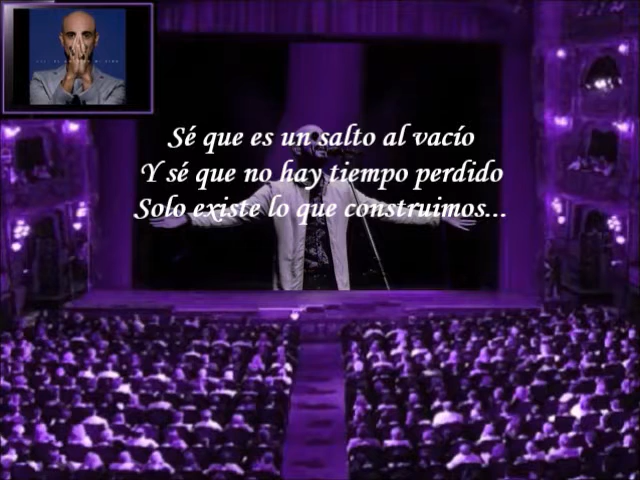 Sé que es un salto al vacío
Y sé que no hay tiempo perdido
Solo existe lo que construimos...